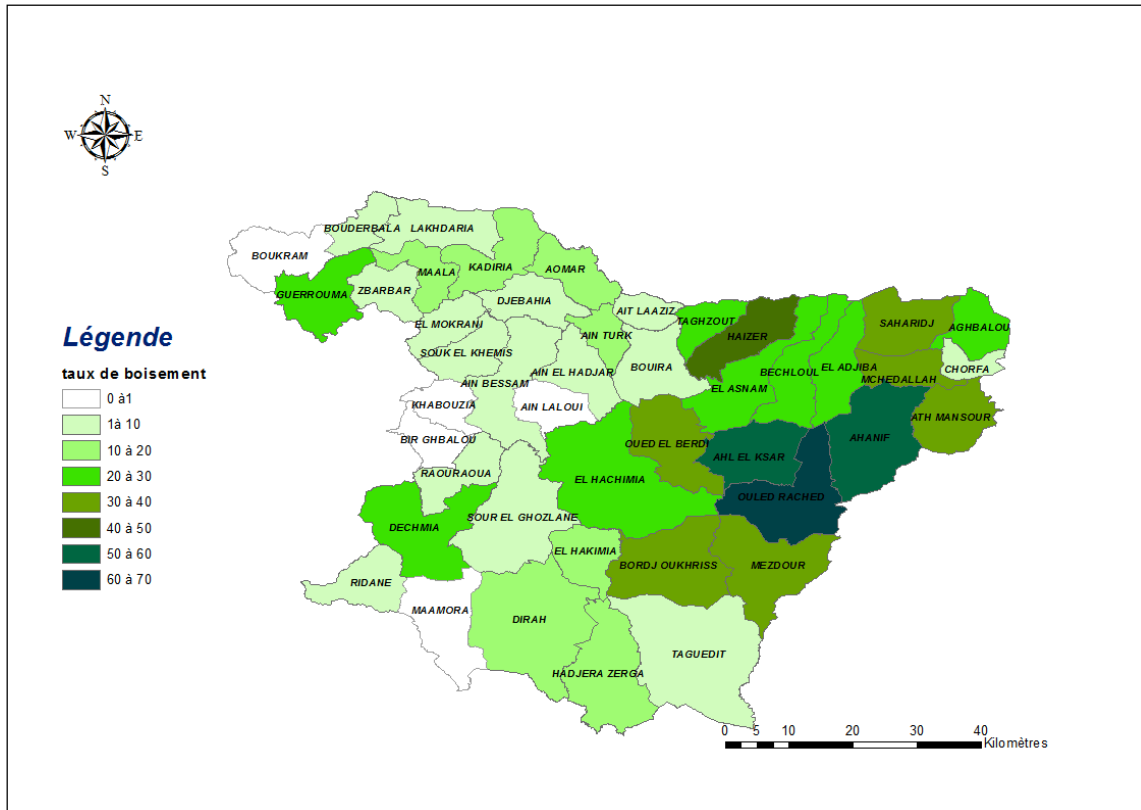 N
W E
S
BOUDERBALA
LAKHDARIA
BOUKRAM
MAALA
KADIRIA
AOMAR
GUERROUMA
ZBARBAR
DJEBAHIA
AIT LAAZIZ
TAGHZOUT
HAIZER
SAHARIDJ
AGHBALOU
EL MOKRANI
AIN TURK
SOUK EL KHEMIS
AIN EL HADJAR
BOUIRA
BECHLOUL
EL ADJIBA
MCHEDALLAH
CHORFA
AIN BESSAM
EL ASNAM
KHABOUZIA
AIN LALOUI
ATH MANSOUR
BIR GHBALOU
OUED EL BERDI
AHL EL KSAR
AHANIF
RAOURAOUA
EL HACHIMIA
OULED RACHED
DECHMIA
SOUR EL GHOZLANE
EL HAKIMIA
BORDJ OUKHRISS
MEZDOUR
RIDANE
MAAMORA
DIRAH
TAGUEDIT
HADJERA ZERGA
Légende
taux de boisement
0 à1
1à 10
10 à 20
20 à 30
30 à 40
40 à 50
50 à 60
60 à 70
0 5 10 20 30 40
Kilomètres